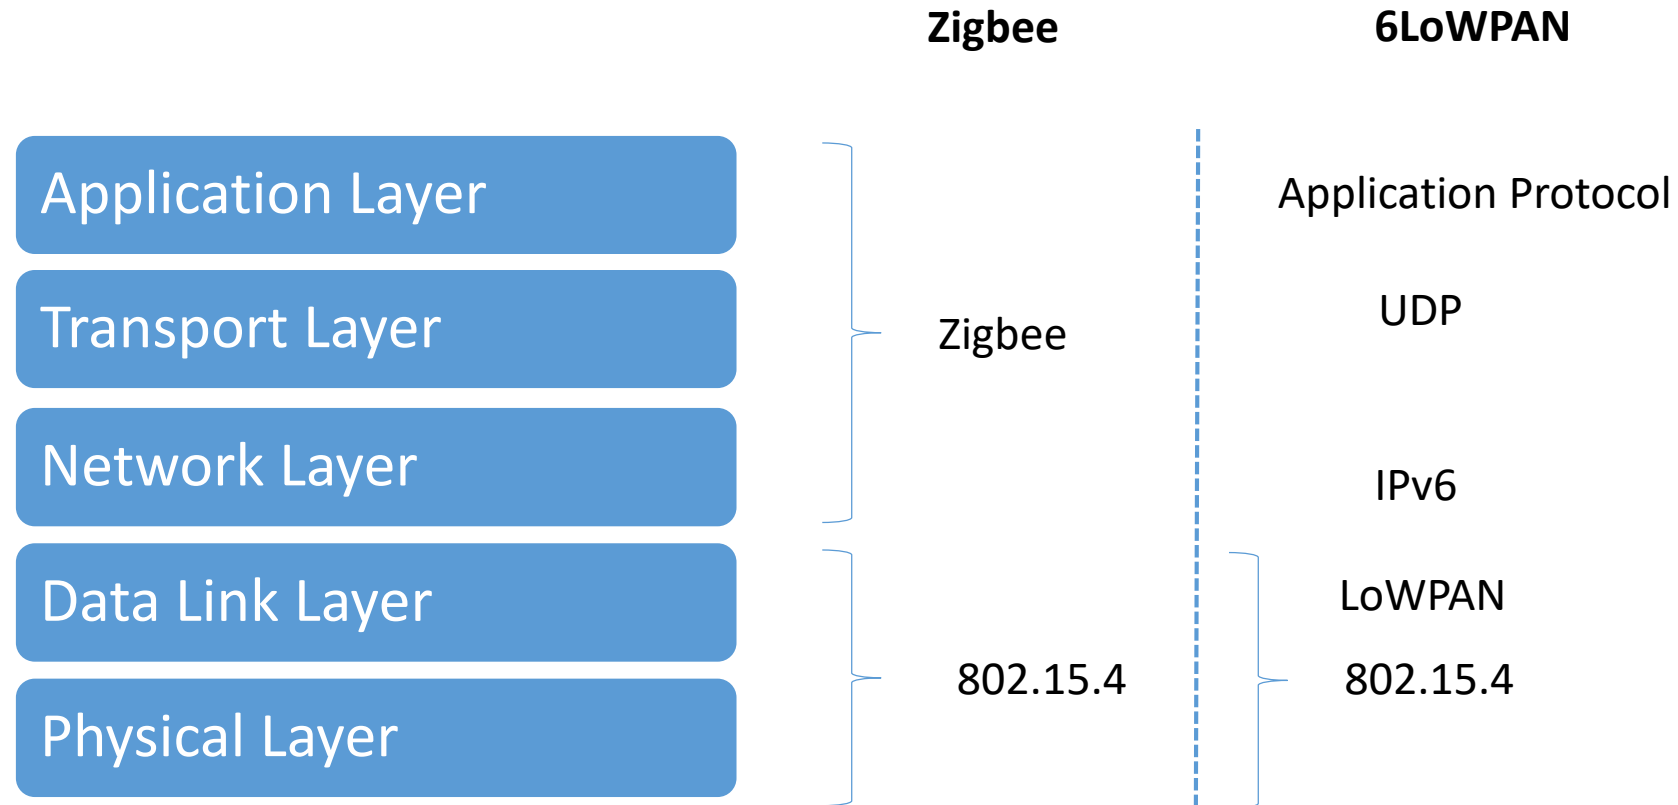 Zigbee 6LoWPAN
Application Layer
Application Protocol
Transport Layer
Zigbee
UDP
Network Layer
IPv6
Data Link Layer
LoWPAN
802.15.4
802.15.4
Physical Layer